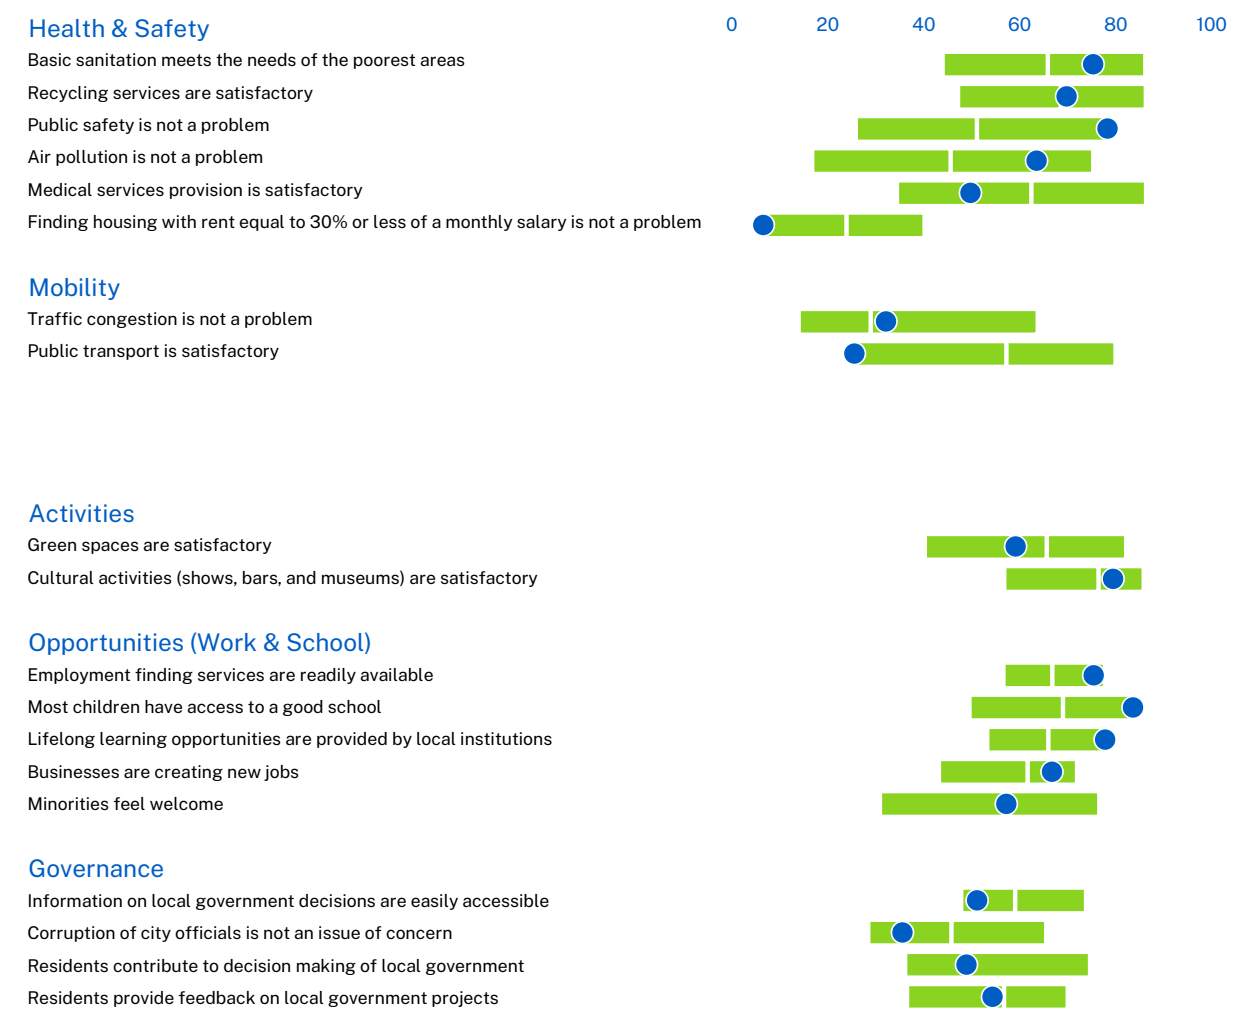 Health & Safety
0 20 40 60 80 100
Basic sanitation meets the needs of the poorest areas
Recycling services are satisfactory
Public safety is not a problem
Air pollution is not a problem
Medical services provision is satisfactory
Finding housing with rent equal to 30% or less of a monthly salary is not a problem
Mobility
Traffic congestion is not a problem
Public transport is satisfactory
Activities
Green spaces are satisfactory
Cultural activities (shows, bars, and museums) are satisfactory
Opportunities (Work & School)
Employment finding services are readily available
Most children have access to a good school
Lifelong learning opportunities are provided by local institutions
Businesses are creating new jobs
Minorities feel welcome
Governance
Information on local government decisions are easily accessible
Corruption of city officials is not an issue of concern
Residents contribute to decision making of local government
Residents provide feedback on local government projects